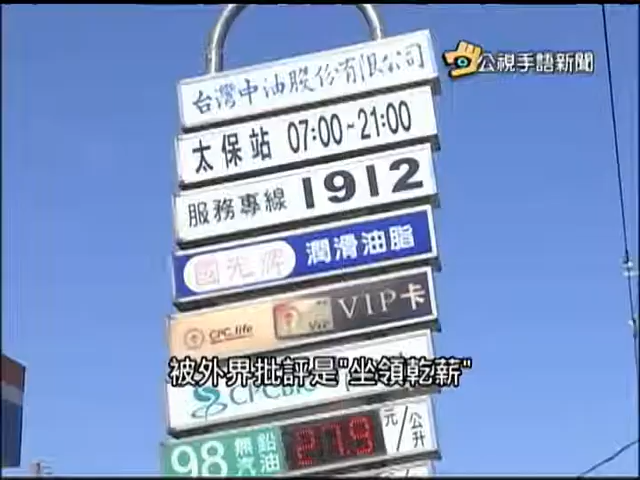 公視手語新聞
台灣中油股份有限公司
太保站 07:00~21:00
服務專線 1912
國光牌 潤滑油脂
CPC.life VIP VIP卡
被外界批評是"坐領乾薪"
CPCBio
98 無鉛汽油 27.9 元/公升